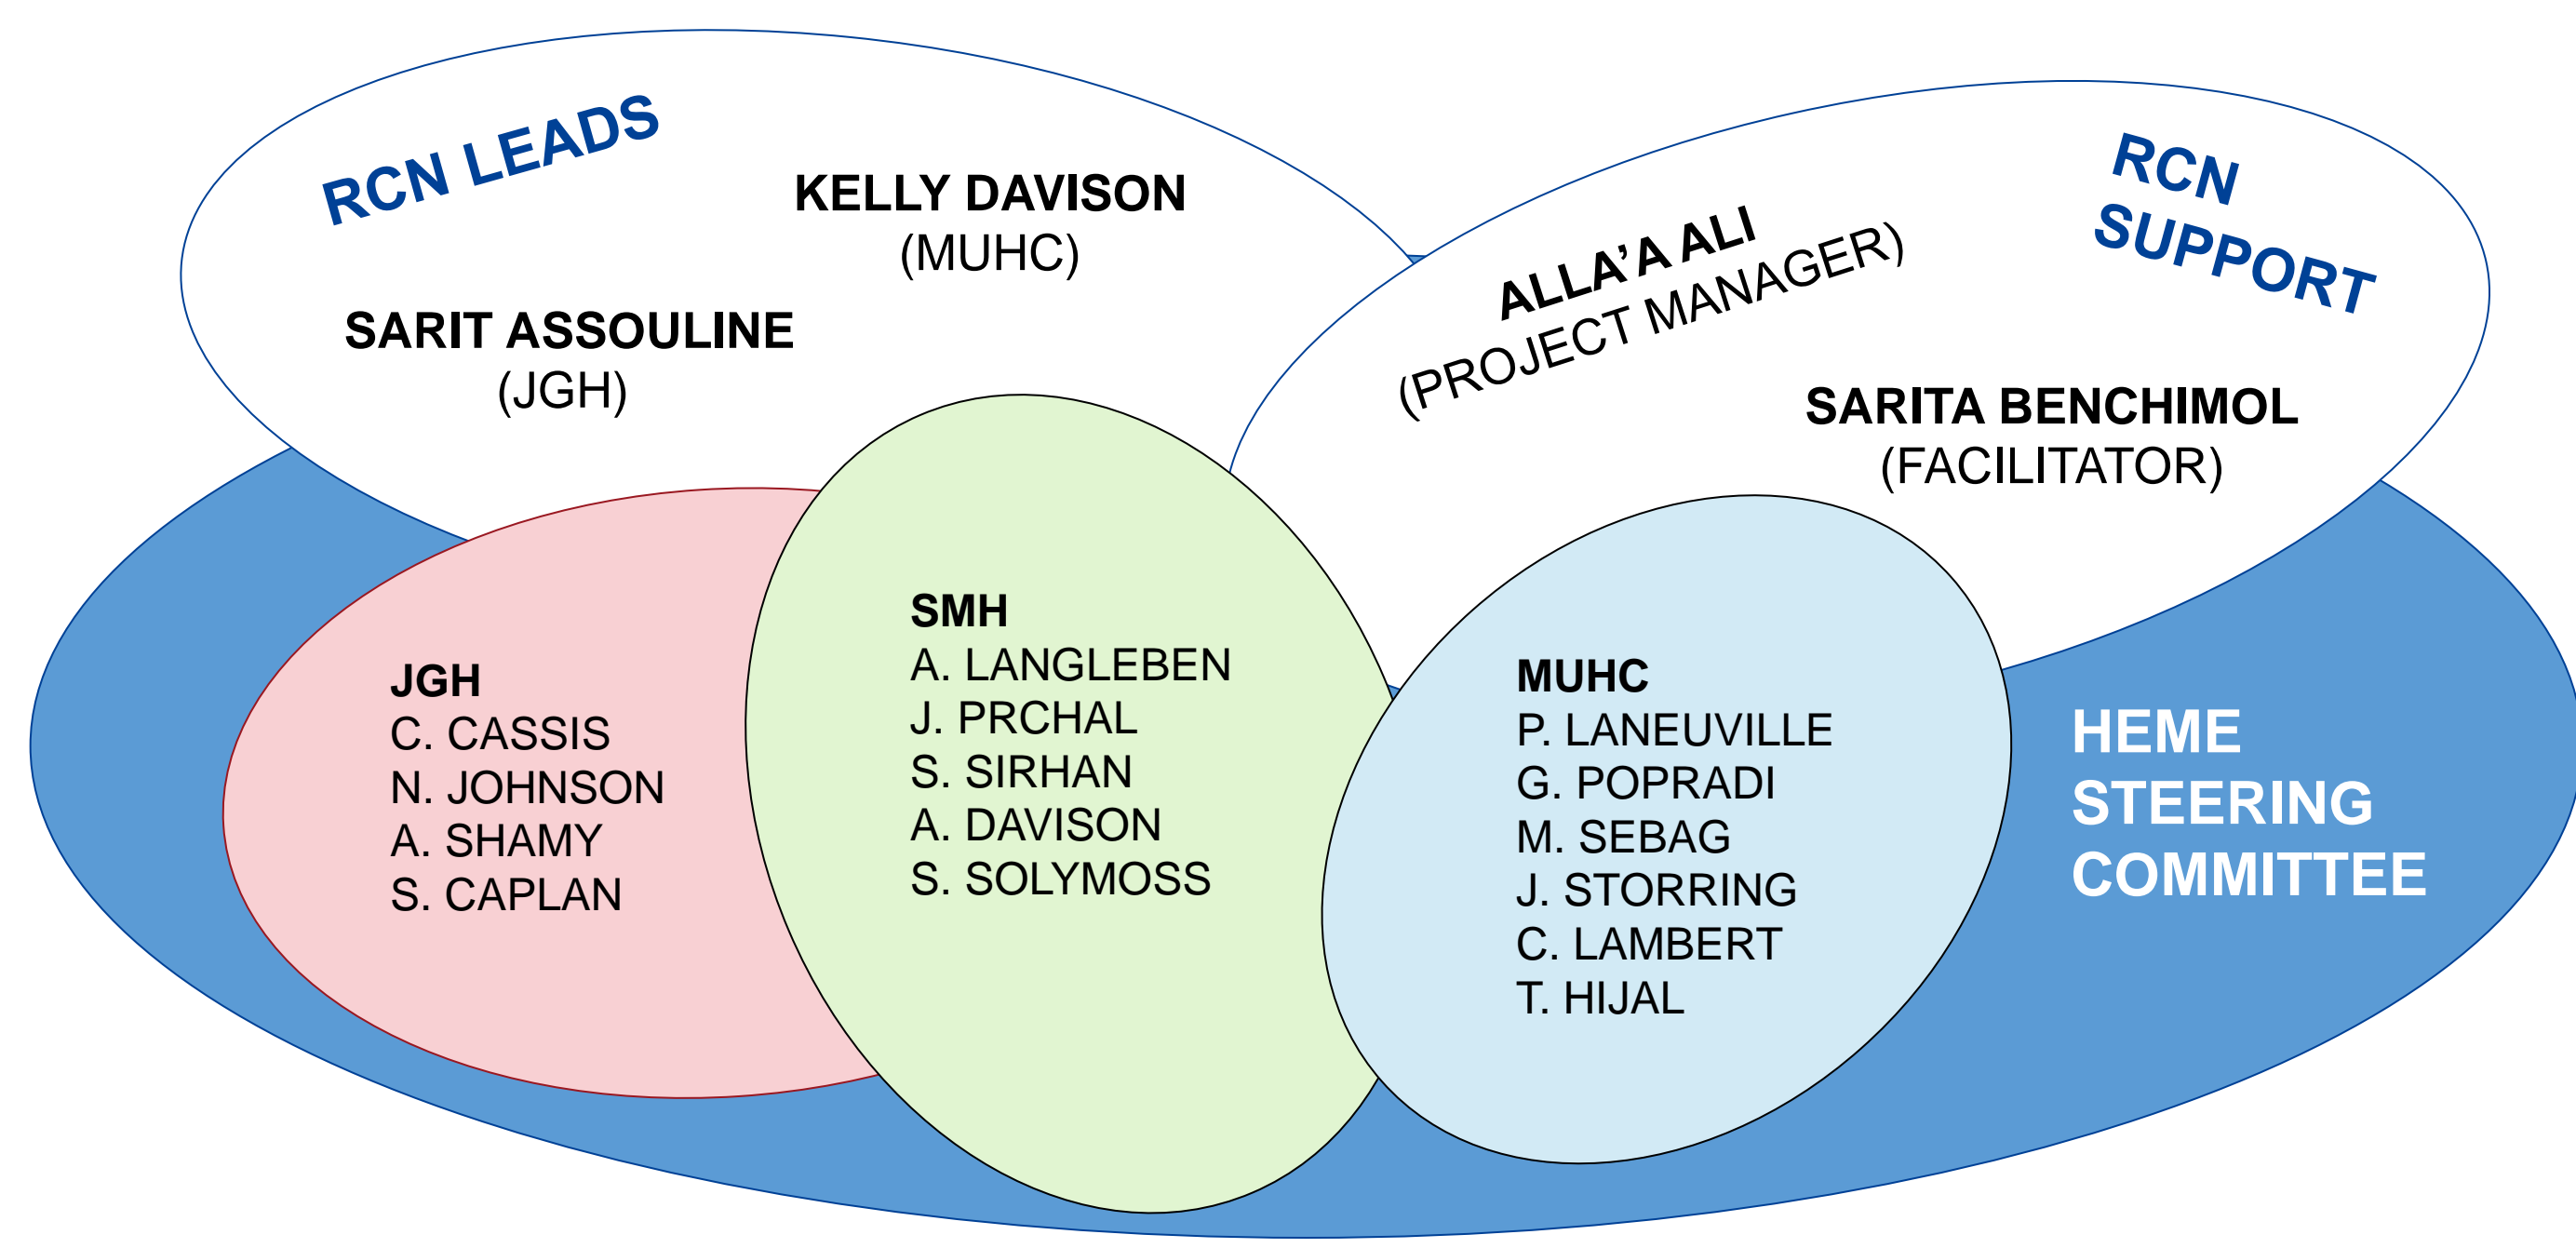 RCN LEADS
KELLY DAVISON
(MUHC)
SARIT ASSOULINE
(JGH)
RCN
SUPPORT
ALLA’A ALI
(PROJECT MANAGER)
SARITA BENCHIMOL
(FACILITATOR)
JGH
C. CASSIS
N. JOHNSON
A. SHAMY
S. CAPLAN
SMH
A. LANGLEBEN
J. PRCHAL
S. SIRHAN
A. DAVISON
S. SOLYMOSS
MUHC
P. LANEUVILLE
G. POPRADI
M. SEBAG
J. STORRING
C. LAMBERT
T. HIJAL
HEME
STEERING
COMMITTEE